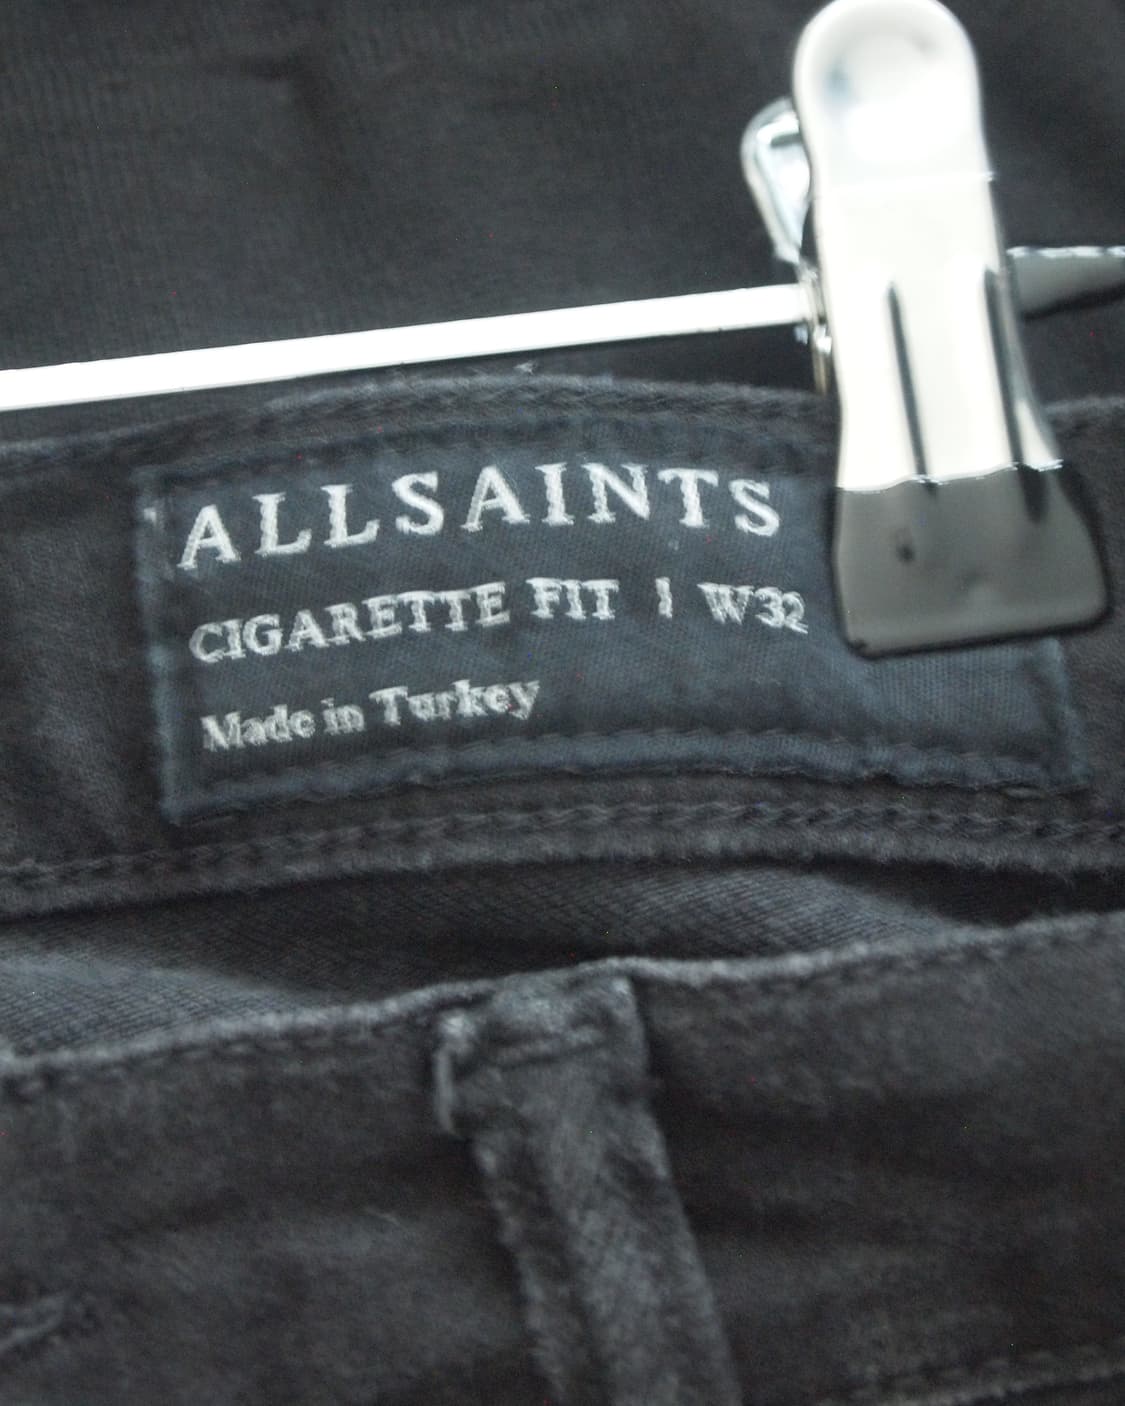 ALLSAINTS
CIGARETTE FIT | W32
Made in Turkey